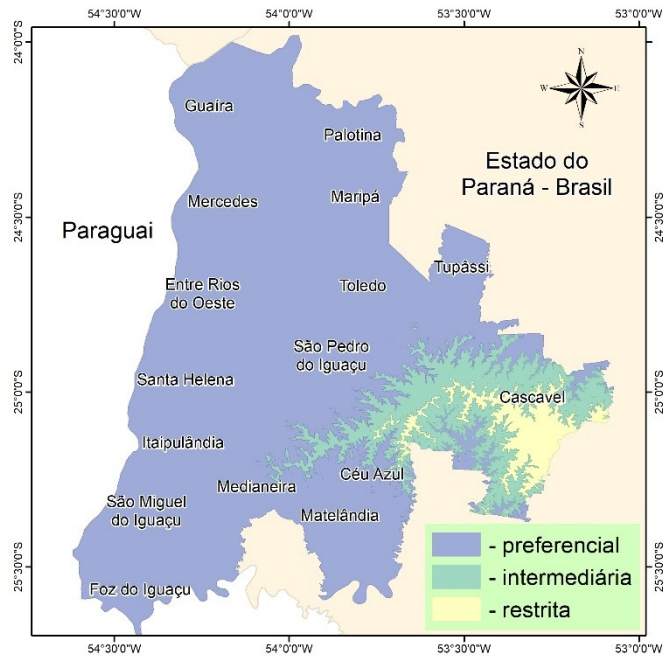 54°30'0"S
54°0'0"S
53°30'0"S
53°0'0"S
24°0'0"S
24°0'0"S
N
W
E
S
Guaíra
Palotina
Estado do
Paraná - Brasil
Mercedes
Maripá
24°30'0"S
24°30'0"S
Paraguai
Tupãssi
Entre Rios
do Oeste
Toledo
São Pedro
do Iguaçu
Santa Helena
Cascavel
25°0'0"S
25°0'0"S
Itaipulândia
Céu Azul
Medianeira
São Miguel
do Iguaçu
Matelândia
- preferencial
- intermediária
- restrita
25°30'0"S
25°30'0"S
Foz do Iguaçu
54°30'0"S
54°0'0"S
53°30'0"S
53°0'0"S